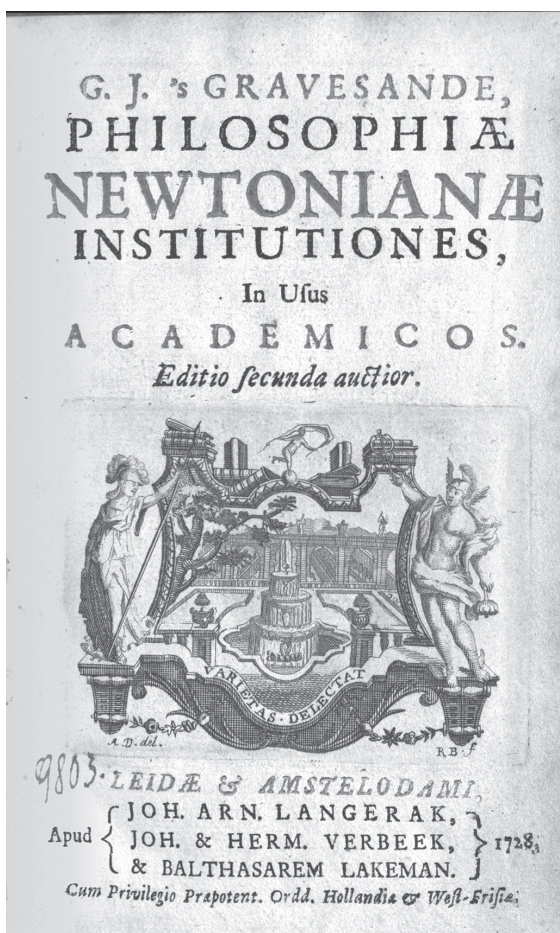 G. J. 's GRAVESANDE,
PHILOSOPHIÆ
NEWTONIANÆ
INSTITUTIONES,
In Uſus
ACADEMICOS.
Editio ſecunda auctior.
VARIETAS · DELECTAT
A. D. del.
R B f
9803.
LEIDÆ & AMSTELODAMI,
JOH. ARN. LANGERAK,
Apud JOH. & HERM. VERBEEK, 1728,
& BALTHASAREM LAKEMAN.
Cum Privilegio Præpotent. Ordd. Hollandiæ & Weſt-Friſiæ.